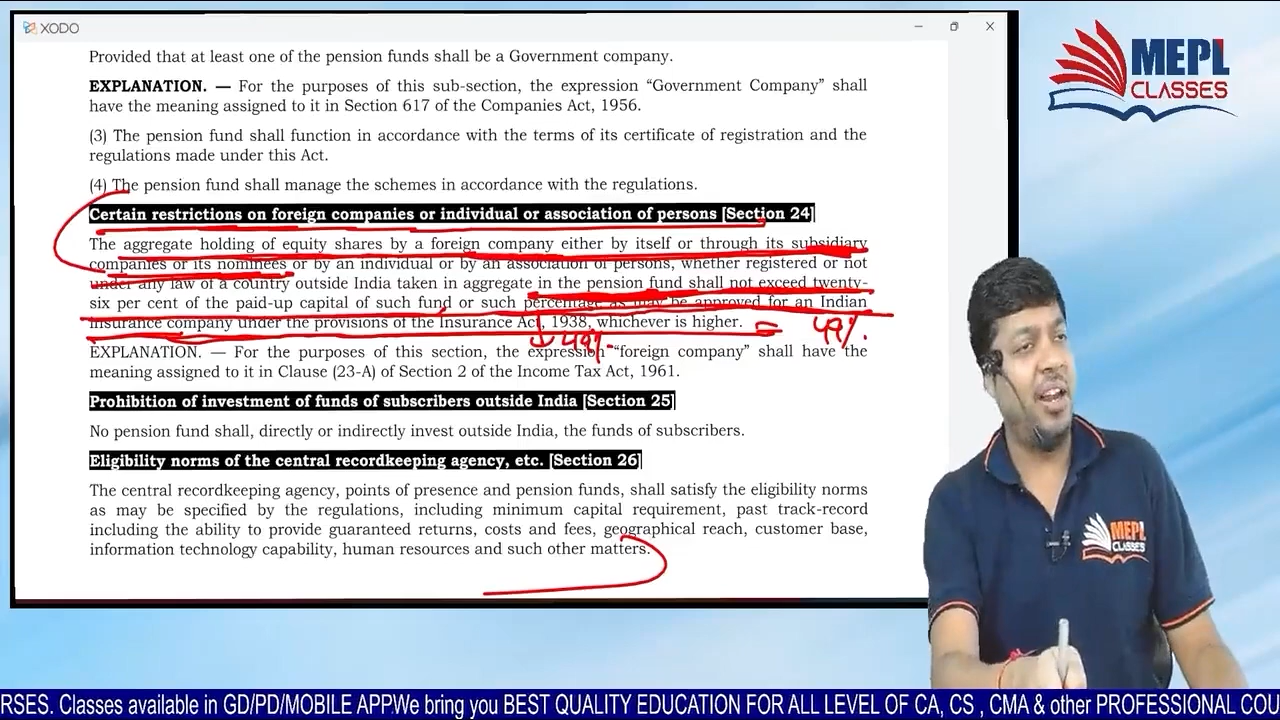 XODO
Provided that at least one of the pension funds shall be a Government company.
EXPLANATION. — For the purposes of this sub-section, the expression “Government Company” shall
have the meaning assigned to it in Section 617 of the Companies Act, 1956.
(3) The pension fund shall function in accordance with the terms of its certificate of registration and the
regulations made under this Act.
(4) The pension fund shall manage the schemes in accordance with the regulations.
Certain restrictions on foreign companies or individual or association of persons [Section 24]
The aggregate holding of equity shares by a foreign company either by itself or through its subsidiary
companies or its nominees or by an individual or by an association of persons, whether registered or not
under any law of a country outside India taken in aggregate in the pension fund shall not exceed twenty-
six per cent of the paid-up capital of such fund or such percentage as may be approved for an Indian
insurance company under the provisions of the Insurance Act, 1938, whichever is higher. = 49%.
49%
EXPLANATION. — For the purposes of this section, the expression “foreign company” shall have the
meaning assigned to it in Clause (23-A) of Section 2 of the Income Tax Act, 1961.
Prohibition of investment of funds of subscribers outside India [Section 25]
No pension fund shall, directly or indirectly invest outside India, the funds of subscribers.
Eligibility norms of the central recordkeeping agency, etc. [Section 26]
The central recordkeeping agency, points of presence and pension funds, shall satisfy the eligibility norms
as may be specified by the regulations, including minimum capital requirement, past track-record
including the ability to provide guaranteed returns, costs and fees, geographical reach, customer base,
information technology capability, human resources and such other matters.
MEPL
CLASSES
MEPL
CLASSES
RSES. Classes available in GD/PD/MOBILE APPWe bring you BEST QUALITY EDUCATION FOR ALL LEVEL OF CA, CS , CMA & other PROFESSIONAL COU